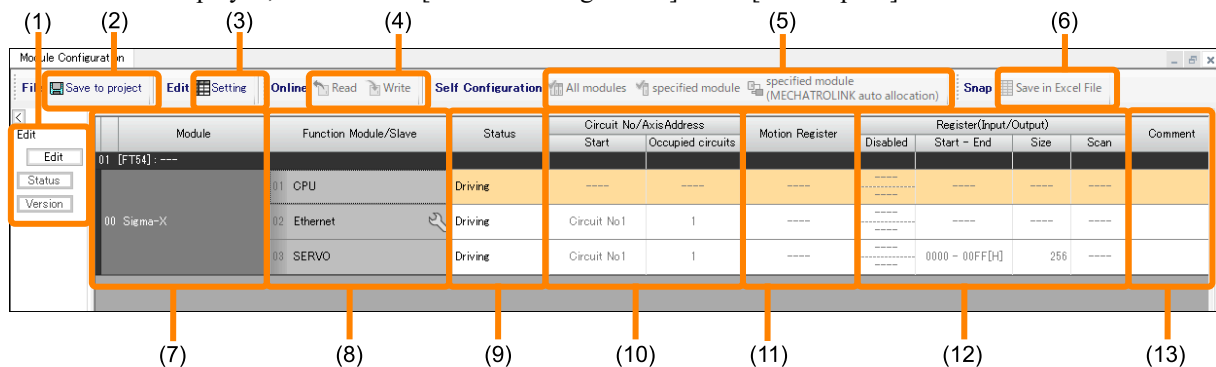 (1) (2) (3) (4) (5) (6)
Module Configuration
File Save to project Edit Setting Online Read Write Self Configuration All modules specified module specified module (MECHATROLINK auto allocation) Snap Save in Excel File
Edit
Edit
Status
Version
Module Function Module/Slave Status Circuit No/AxisAddress Motion Register Register(Input/Output) Comment
Start Occupied circuits Disabled Start - End Size Scan
01 [FT54] : ---
00 Sigma-X
01 CPU Driving ---- ---- ---- ---- ---- ---- ---- ----
02 Ethernet Driving Circuit No1 1 ---- ---- ---- ---- ---- ----
03 SERVO Driving Circuit No1 1 ---- ---- ---- 0000 - 00FF[H] 256 ----
(7) (8) (9) (10) (11) (12) (13)